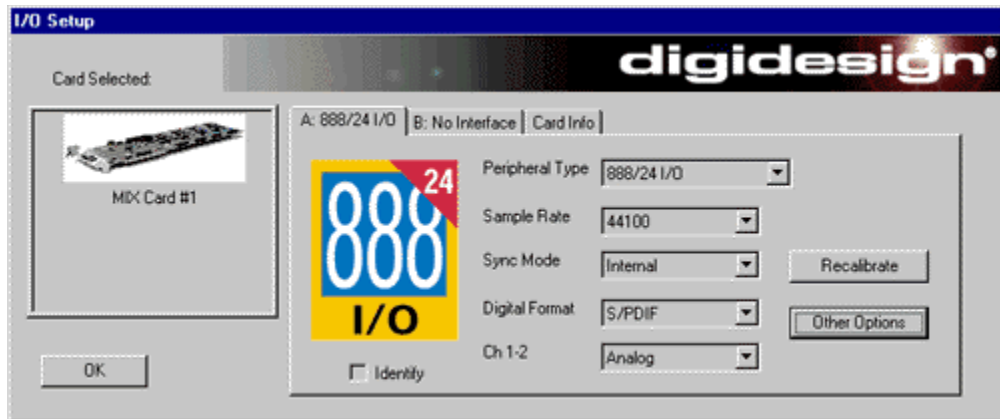 I/O Setup
digidesign
Card Selected:
MIX Card #1
OK
A: 888/24 I/O
B: No Interface
Card Info
888
24
I/O
Identify
Peripheral Type
888/24 I/O
Sample Rate
44100
Sync Mode
Internal
Recalibrate
Digital Format
S/PDIF
Other Options
Ch 1-2
Analog